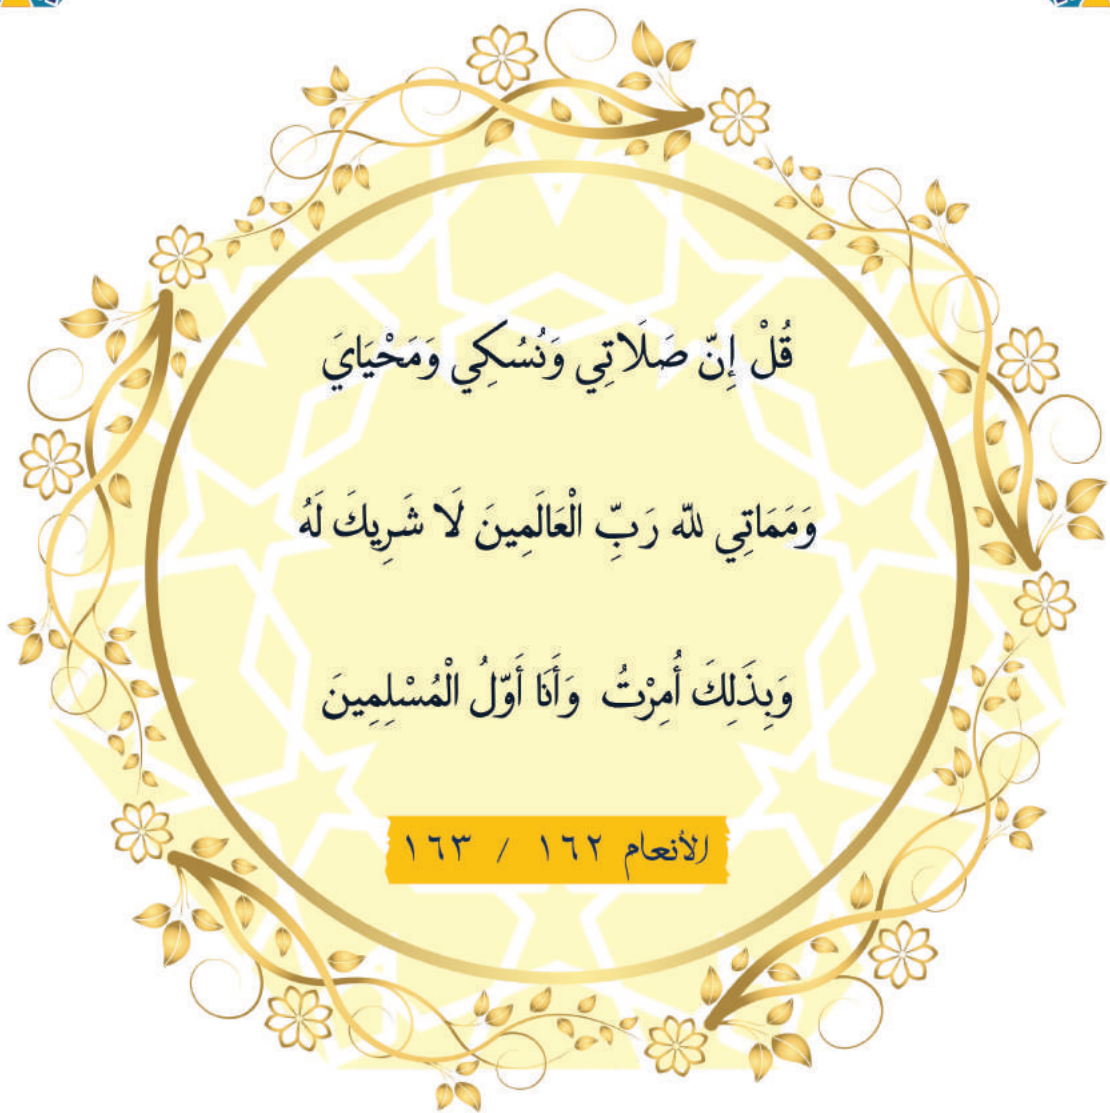 قُلْ إِنّ صَلَاتِي وَنُسُكِي وَمَحْيَايَ
وَمَمَاتِي لله رَبِّ الْعَالَمِينَ لَا شَرِيكَ لَهُ
وَبِذَلِكَ أُمِرْتُ وَأَنَا أَوّلُ الْمُسْلِمِينَ
الأنعام ١٦٢ / ١٦٣